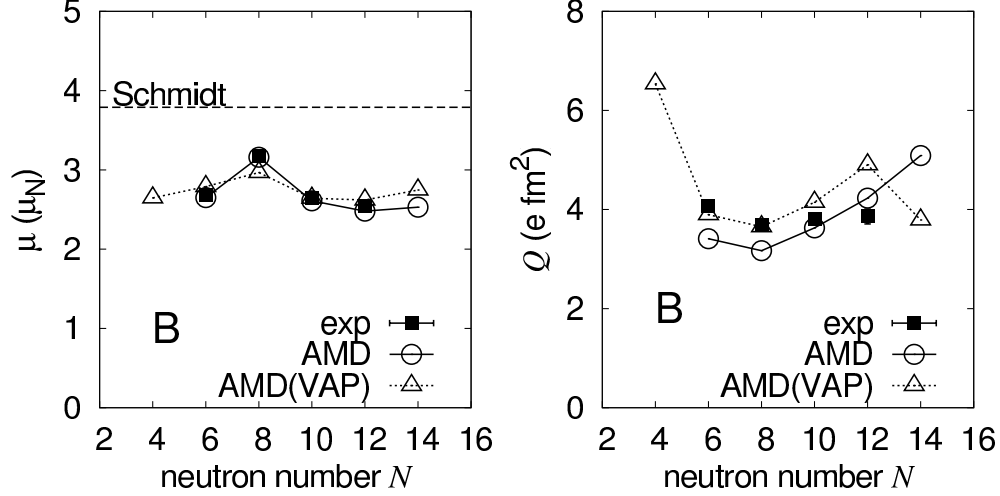 5
4
3
2
1
0
μ (μN)
Schmidt
B
exp
AMD
AMD(VAP)
2 4 6 8 10 12 14 16
neutron number N
8
6
4
2
0
Q (e fm²)
B
exp
AMD
AMD(VAP)
2 4 6 8 10 12 14 16
neutron number N